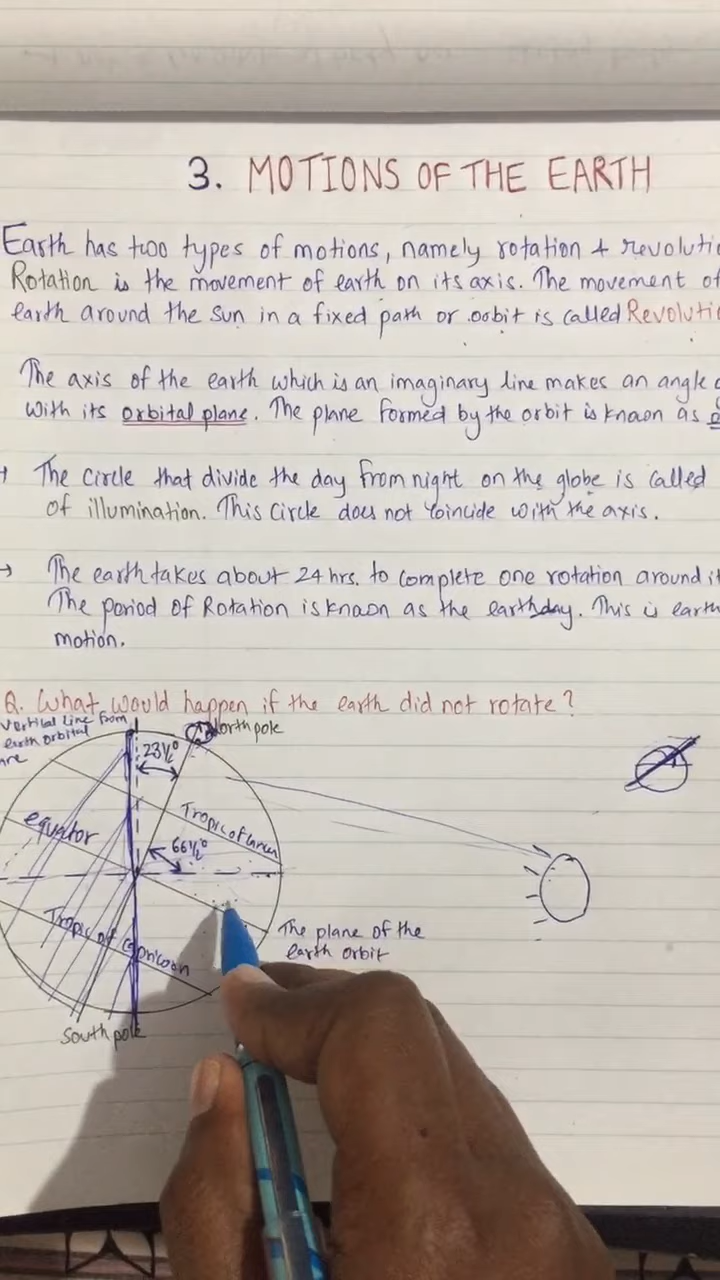 3. MOTIONS OF THE EARTH
Earth has two types of motions, namely rotation + revoluti
Rotation is the movement of earth on its axis. The movement of
earth around the sun in a fixed path or orbit is called Revoluti
The axis of the earth which is an imaginary line makes an angle
with its orbital plane. The plane formed by the orbit is known as
→ The circle that divide the day from night on the globe is called
of illumination. This circle does not coincide with the axis.
→ The earth takes about 24 hrs. to complete one rotation around it
The period of Rotation is known as the earthday. This is earth
motion.
Q. What would happen if the earth did not rotate?
Vertical line from
earth orbital
North pole
23½°
Tropic of Cancer
equator
66½°
Tropic of Capricorn
The plane of the
earth orbit
South pole